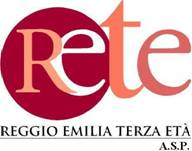 Rete
REGGIO EMILIA TERZA ETÀ
A.S.P.